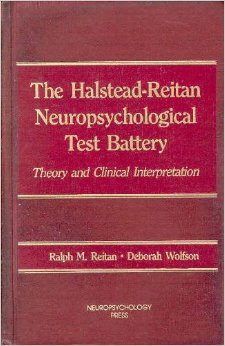 The Halstead-Reitan
Neuropsychological
Test Battery
Theory and Clinical Interpretation
Ralph M. Reitan • Deborah Wolfson
NEUROPSYCHOLOGY
PRESS